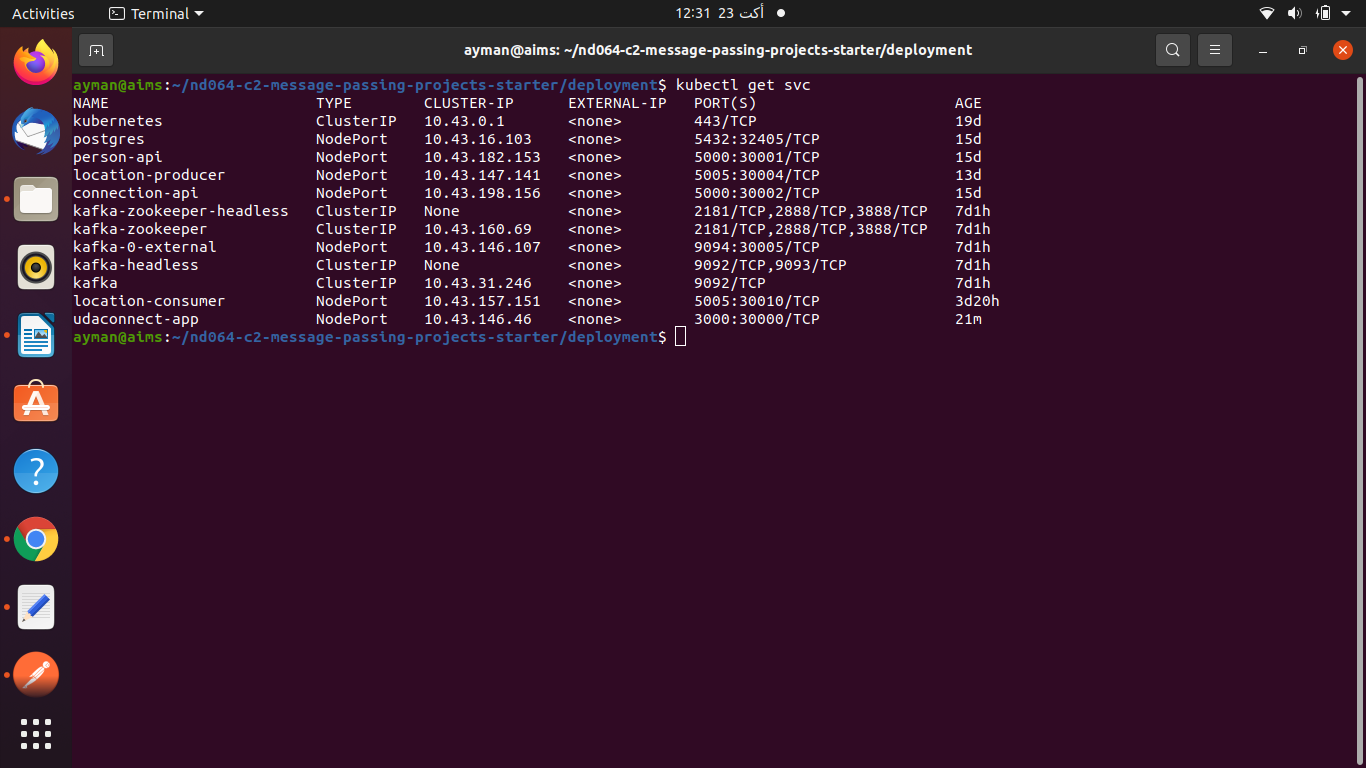 Activities Terminal 12:31 23 أكت
ayman@aims: ~/nd064-c2-message-passing-projects-starter/deployment
ayman@aims:~/nd064-c2-message-passing-projects-starter/deployment$ kubectl get svc
NAME TYPE CLUSTER-IP EXTERNAL-IP PORT(S) AGE
kubernetes ClusterIP 10.43.0.1 <none> 443/TCP 19d
postgres NodePort 10.43.16.103 <none> 5432:32405/TCP 15d
person-api NodePort 10.43.182.153 <none> 5000:30001/TCP 15d
location-producer NodePort 10.43.147.141 <none> 5005:30004/TCP 13d
connection-api NodePort 10.43.198.156 <none> 5000:30002/TCP 15d
kafka-zookeeper-headless ClusterIP None <none> 2181/TCP,2888/TCP,3888/TCP 7d1h
kafka-zookeeper ClusterIP 10.43.160.69 <none> 2181/TCP,2888/TCP,3888/TCP 7d1h
kafka-0-external NodePort 10.43.146.107 <none> 9094:30005/TCP 7d1h
kafka-headless ClusterIP None <none> 9092/TCP,9093/TCP 7d1h
kafka ClusterIP 10.43.31.246 <none> 9092/TCP 7d1h
location-consumer NodePort 10.43.157.151 <none> 5005:30010/TCP 3d20h
udaconnect-app NodePort 10.43.146.46 <none> 3000:30000/TCP 21m
ayman@aims:~/nd064-c2-message-passing-projects-starter/deployment$